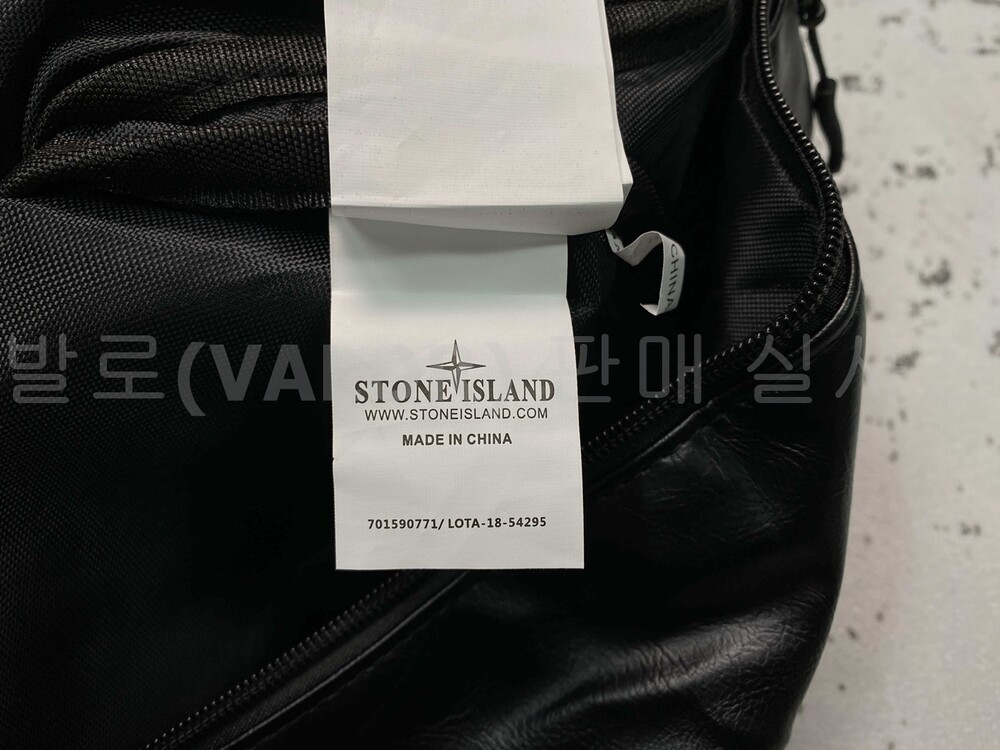 CHINA
발로( 판매 실
STONE ISLAND
WWW.STONEISLAND.COM
MADE IN CHINA
701590771/ LOTA-18-54295